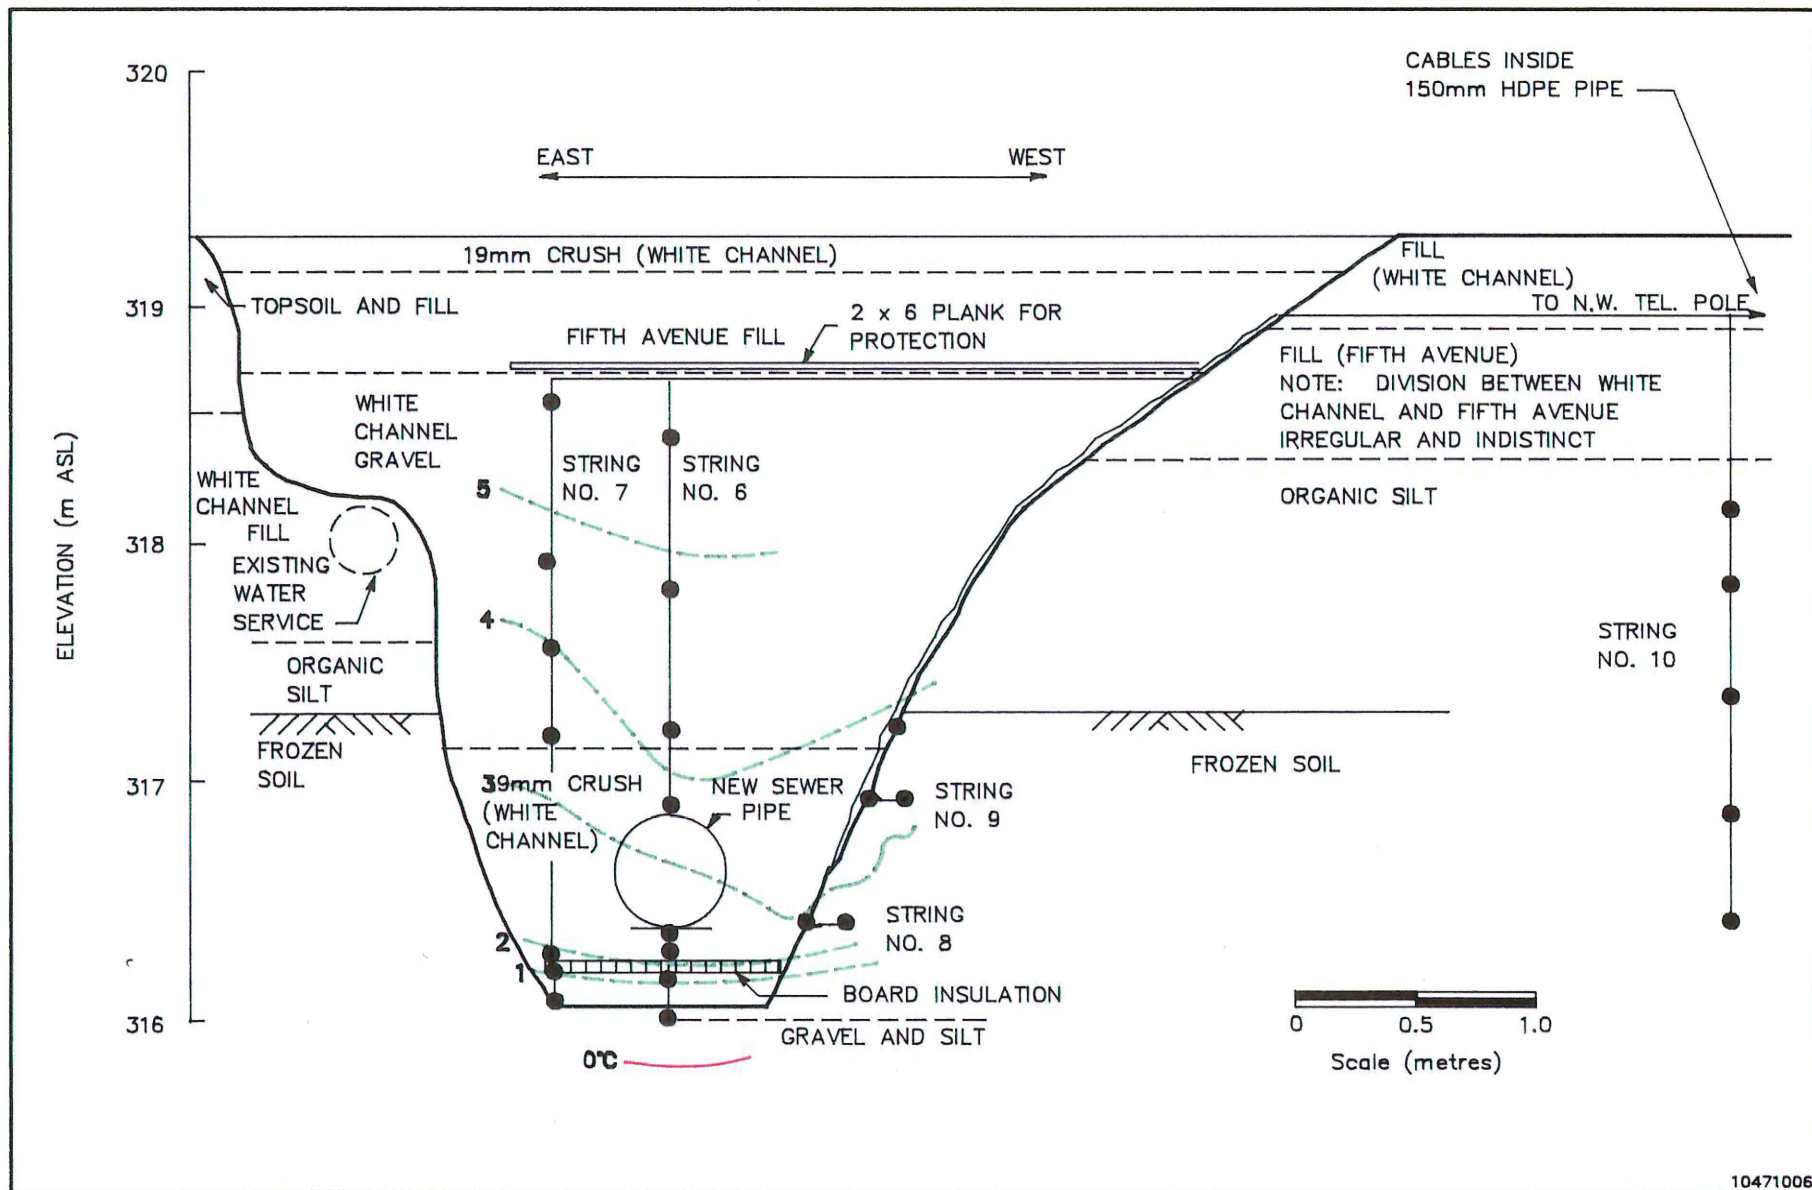 320
CABLES INSIDE
150mm HDPE PIPE
EAST
WEST
19mm CRUSH (WHITE CHANNEL)
FILL
(WHITE CHANNEL)
TO N.W. TEL. POLE
319
TOPSOIL AND FILL
2 x 6 PLANK FOR
PROTECTION
FIFTH AVENUE FILL
FILL (FIFTH AVENUE)
NOTE: DIVISION BETWEEN WHITE
CHANNEL AND FIFTH AVENUE
IRREGULAR AND INDISTINCT
WHITE
CHANNEL
GRAVEL
STRING
NO. 7
STRING
NO. 6
ORGANIC SILT
ELEVATION (m ASL)
WHITE
CHANNEL
FILL
5
318
EXISTING
WATER
SERVICE
4
STRING
NO. 10
ORGANIC
SILT
FROZEN
SOIL
FROZEN SOIL
317
3
39mm CRUSH
(WHITE
CHANNEL)
NEW SEWER
PIPE
STRING
NO. 9
STRING
NO. 8
2
1
BOARD INSULATION
316
GRAVEL AND SILT
0°C
0 0.5 1.0
Scale (metres)
10471006